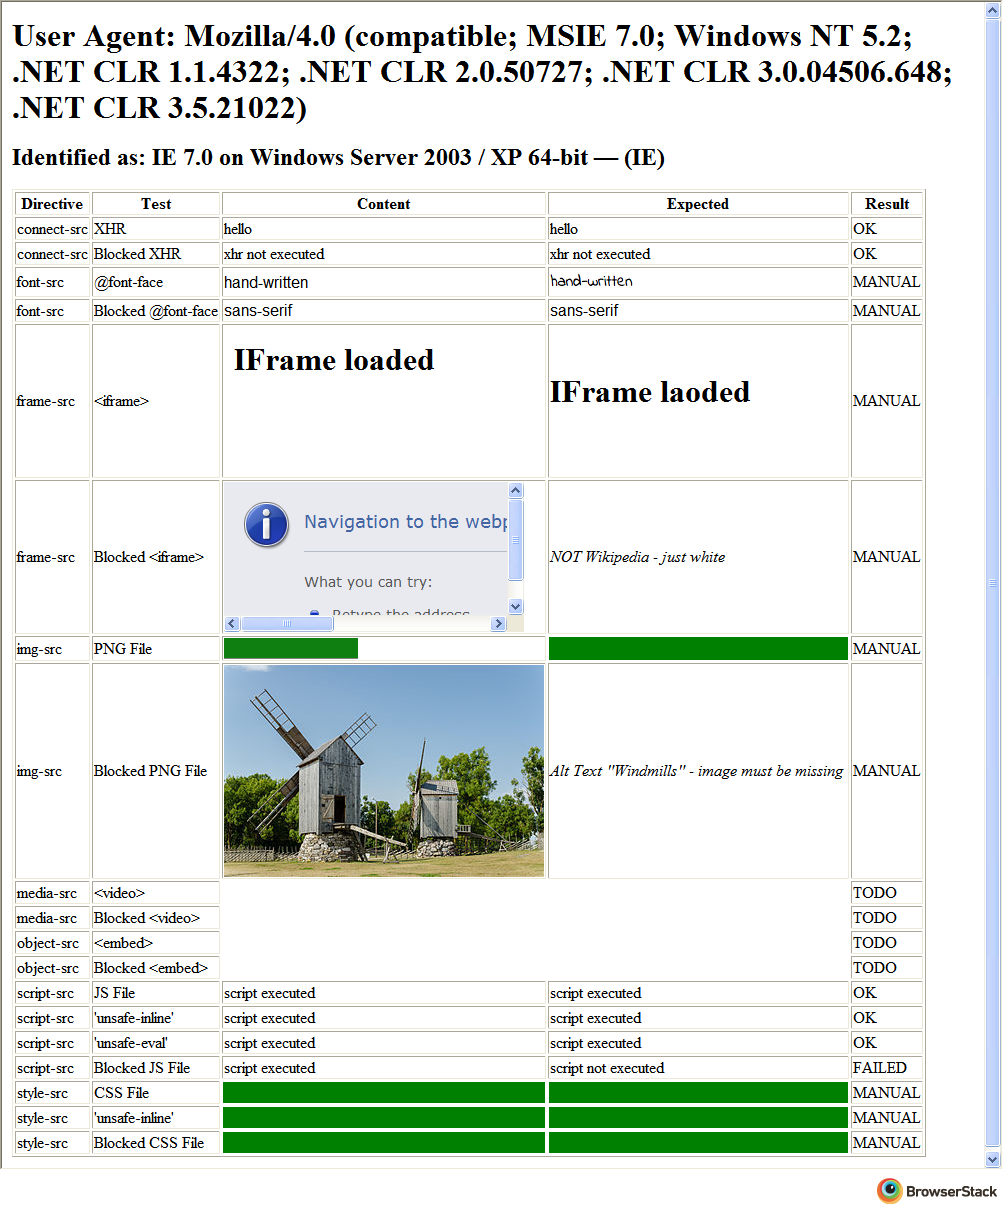 User Agent: Mozilla/4.0 (compatible; MSIE 7.0; Windows NT 5.2;
.NET CLR 1.1.4322; .NET CLR 2.0.50727; .NET CLR 3.0.04506.648;
.NET CLR 3.5.21022)
Identified as: IE 7.0 on Windows Server 2003 / XP 64-bit — (IE)
Directive Test Content Expected Result
connect-src XHR hello hello OK
connect-src Blocked XHR xhr not executed xhr not executed OK
font-src @font-face hand-written hand-written MANUAL
font-src Blocked @font-face sans-serif sans-serif MANUAL
frame-src <iframe> IFrame loaded IFrame laoded MANUAL
frame-src Blocked <iframe> Navigation to the webp NOT Wikipedia - just white MANUAL
What you can try:
Retype the address
img-src PNG File MANUAL
img-src Blocked PNG File Alt Text "Windmills" - image must be missing MANUAL
media-src <video> TODO
media-src Blocked <video> TODO
object-src <embed> TODO
object-src Blocked <embed> TODO
script-src JS File script executed script executed OK
script-src 'unsafe-inline' script executed script executed OK
script-src 'unsafe-eval' script executed script executed OK
script-src Blocked JS File script executed script not executed FAILED
style-src CSS File MANUAL
style-src 'unsafe-inline' MANUAL
style-src Blocked CSS File MANUAL
BrowserStack